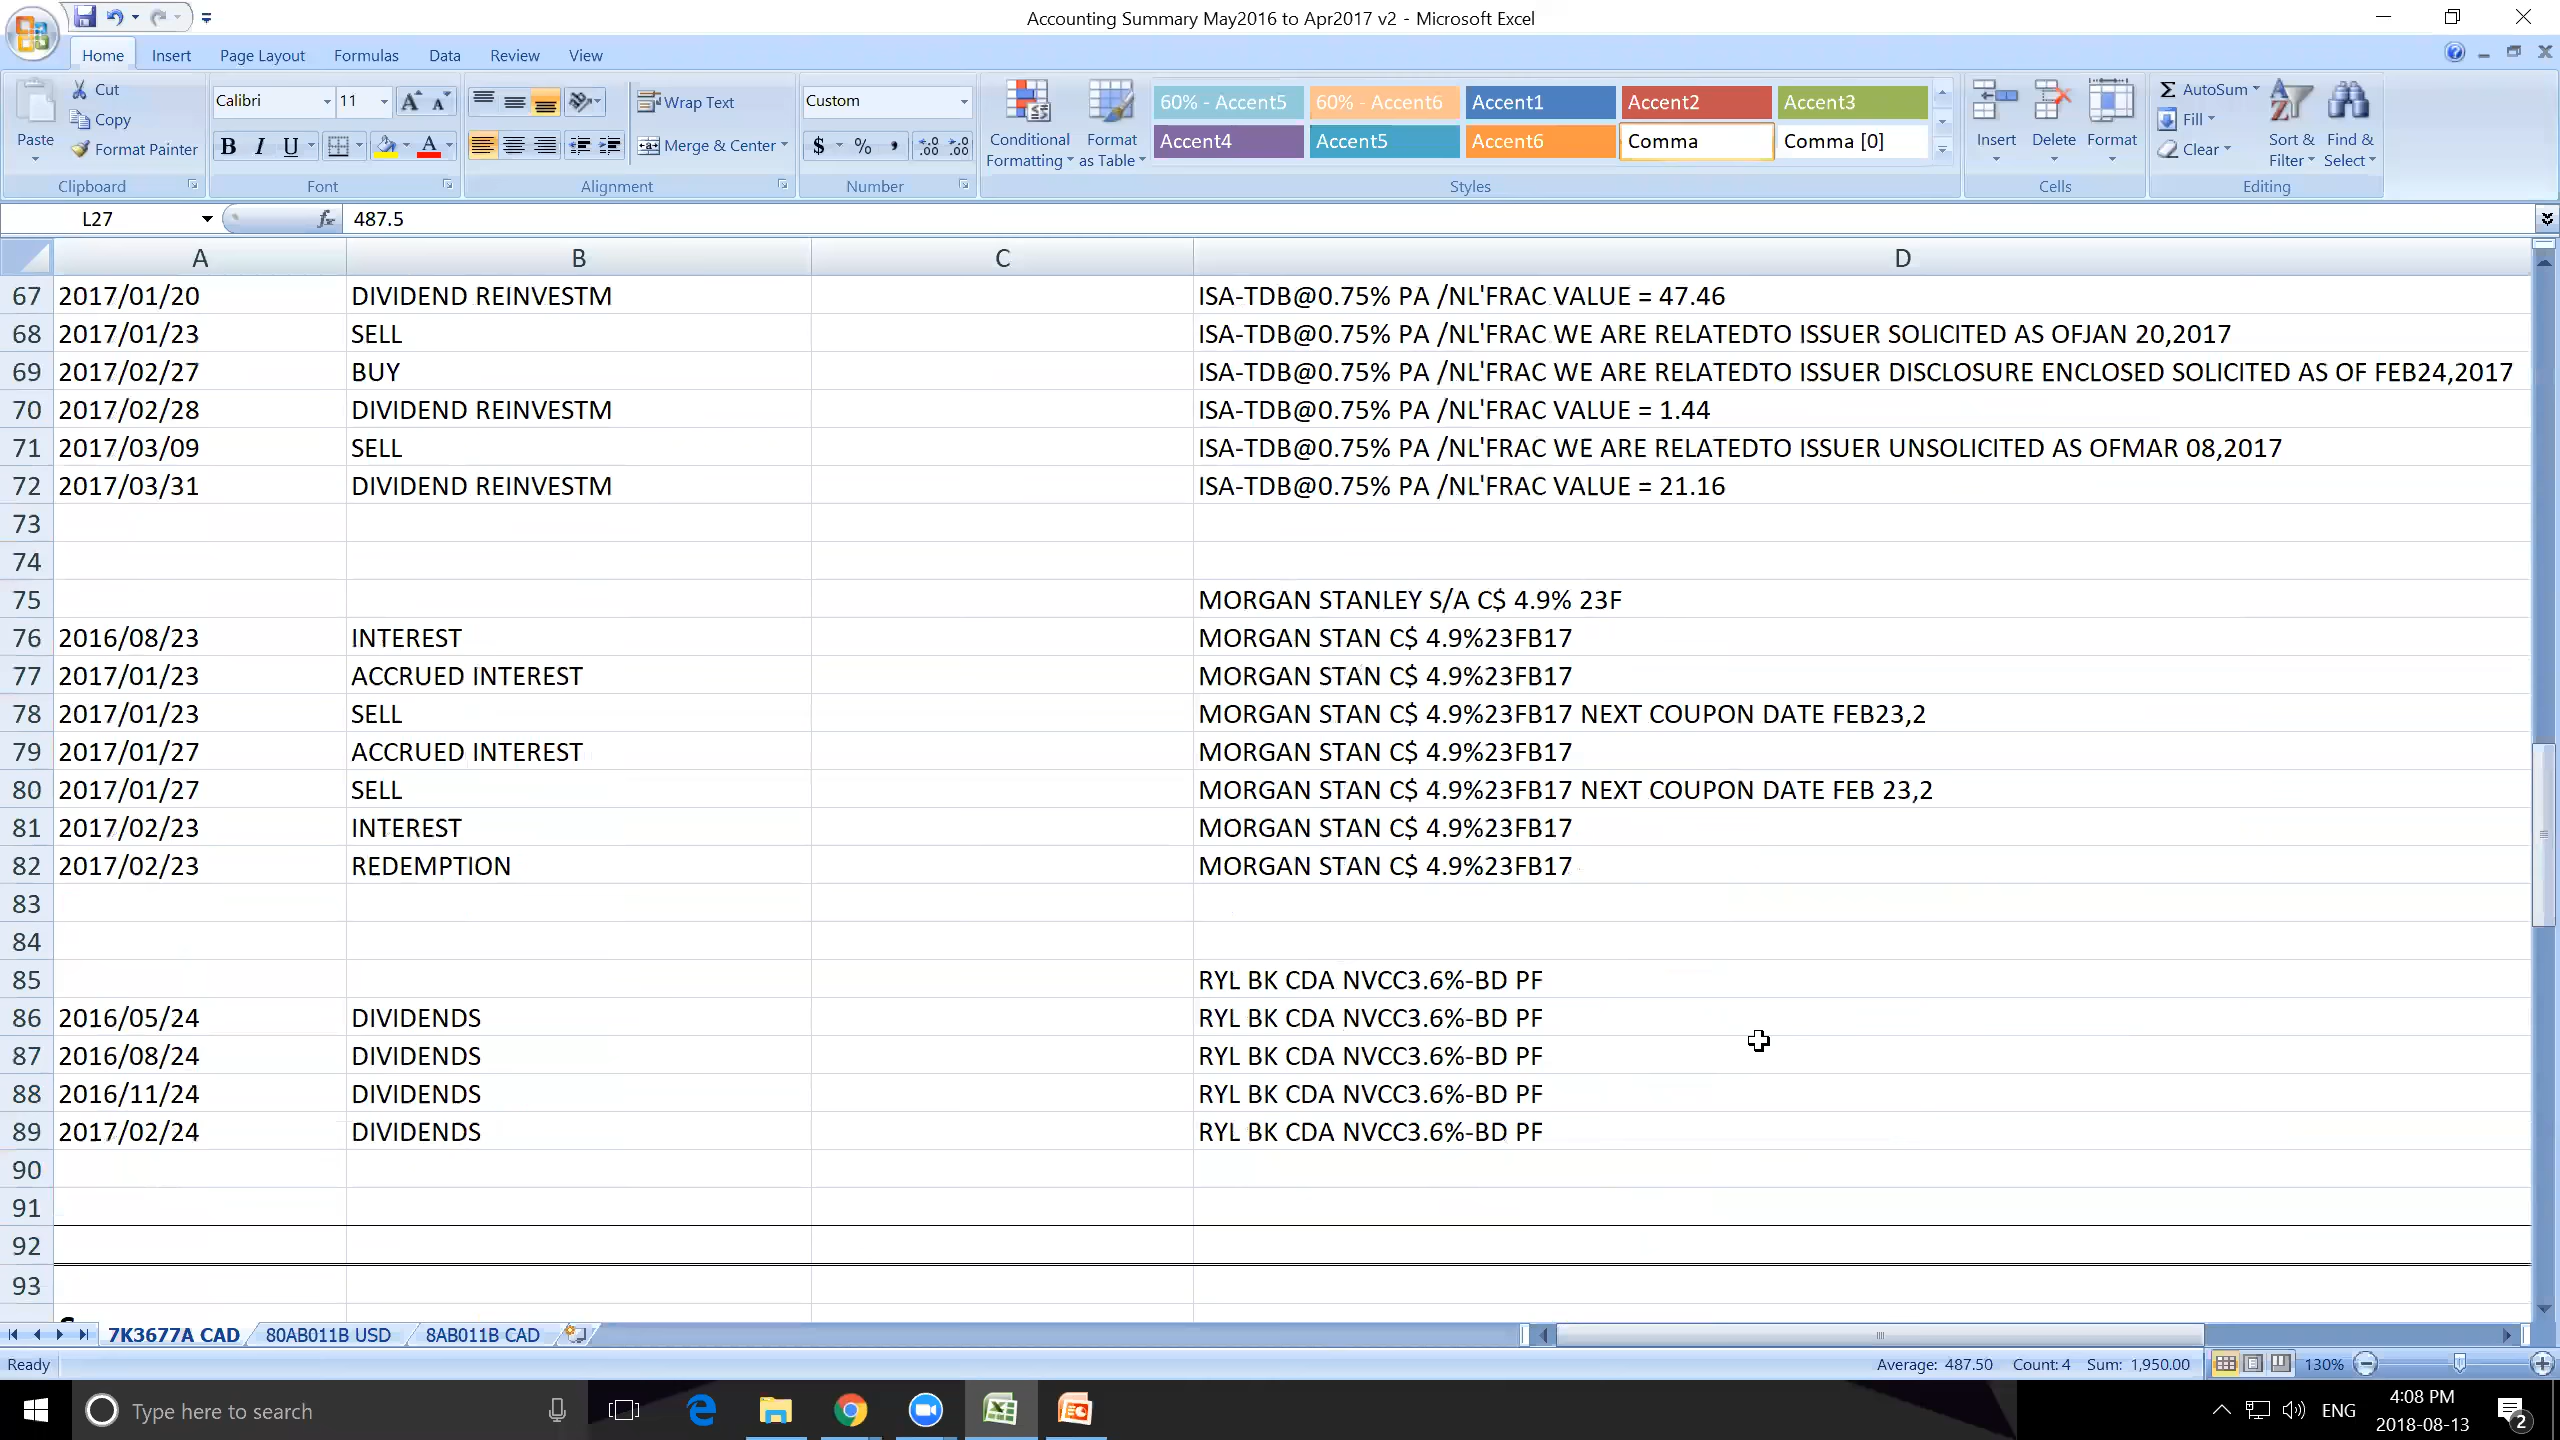 Accounting Summary May2016 to Apr2017 v2 - Microsoft Excel
Home Insert Page Layout Formulas Data Review View
Paste
Cut
Copy
Format Painter
Clipboard
Calibri 11
B I U
Font
Wrap Text
Merge & Center
Alignment
Custom
$ % ,
Number
Conditional Formatting
Format as Table
60% - Accent5 60% - Accent6 Accent1 Accent2 Accent3
Accent4 Accent5 Accent6 Comma Comma [0]
Styles
Insert Delete Format
Cells
AutoSum
Fill
Clear
Sort & Filter
Find & Select
Editing
L27 fx 487.5
A B C D
67 2017/01/20 DIVIDEND REINVESTM ISA-TDB@0.75% PA /NL'FRAC VALUE = 47.46
68 2017/01/23 SELL ISA-TDB@0.75% PA /NL'FRAC WE ARE RELATEDTO ISSUER SOLICITED AS OFJAN 20,2017
69 2017/02/27 BUY ISA-TDB@0.75% PA /NL'FRAC WE ARE RELATEDTO ISSUER DISCLOSURE ENCLOSED SOLICITED AS OF FEB24,2017
70 2017/02/28 DIVIDEND REINVESTM ISA-TDB@0.75% PA /NL'FRAC VALUE = 1.44
71 2017/03/09 SELL ISA-TDB@0.75% PA /NL'FRAC WE ARE RELATEDTO ISSUER UNSOLICITED AS OFMAR 08,2017
72 2017/03/31 DIVIDEND REINVESTM ISA-TDB@0.75% PA /NL'FRAC VALUE = 21.16
73
74
75 MORGAN STANLEY S/A C$ 4.9% 23F
76 2016/08/23 INTEREST MORGAN STAN C$ 4.9%23FB17
77 2017/01/23 ACCRUED INTEREST MORGAN STAN C$ 4.9%23FB17
78 2017/01/23 SELL MORGAN STAN C$ 4.9%23FB17 NEXT COUPON DATE FEB23,2
79 2017/01/27 ACCRUED INTEREST MORGAN STAN C$ 4.9%23FB17
80 2017/01/27 SELL MORGAN STAN C$ 4.9%23FB17 NEXT COUPON DATE FEB 23,2
81 2017/02/23 INTEREST MORGAN STAN C$ 4.9%23FB17
82 2017/02/23 REDEMPTION MORGAN STAN C$ 4.9%23FB17
83
84
85 RYL BK CDA NVCC3.6%-BD PF
86 2016/05/24 DIVIDENDS RYL BK CDA NVCC3.6%-BD PF
87 2016/08/24 DIVIDENDS RYL BK CDA NVCC3.6%-BD PF
88 2016/11/24 DIVIDENDS RYL BK CDA NVCC3.6%-BD PF
89 2017/02/24 DIVIDENDS RYL BK CDA NVCC3.6%-BD PF
90
91
92
93
7K3677A CAD 80AB011B USD 8AB011B CAD
Ready Average: 487.50 Count: 4 Sum: 1,950.00 130%
Type here to search
ENG
4:08 PM
2018-08-13
2